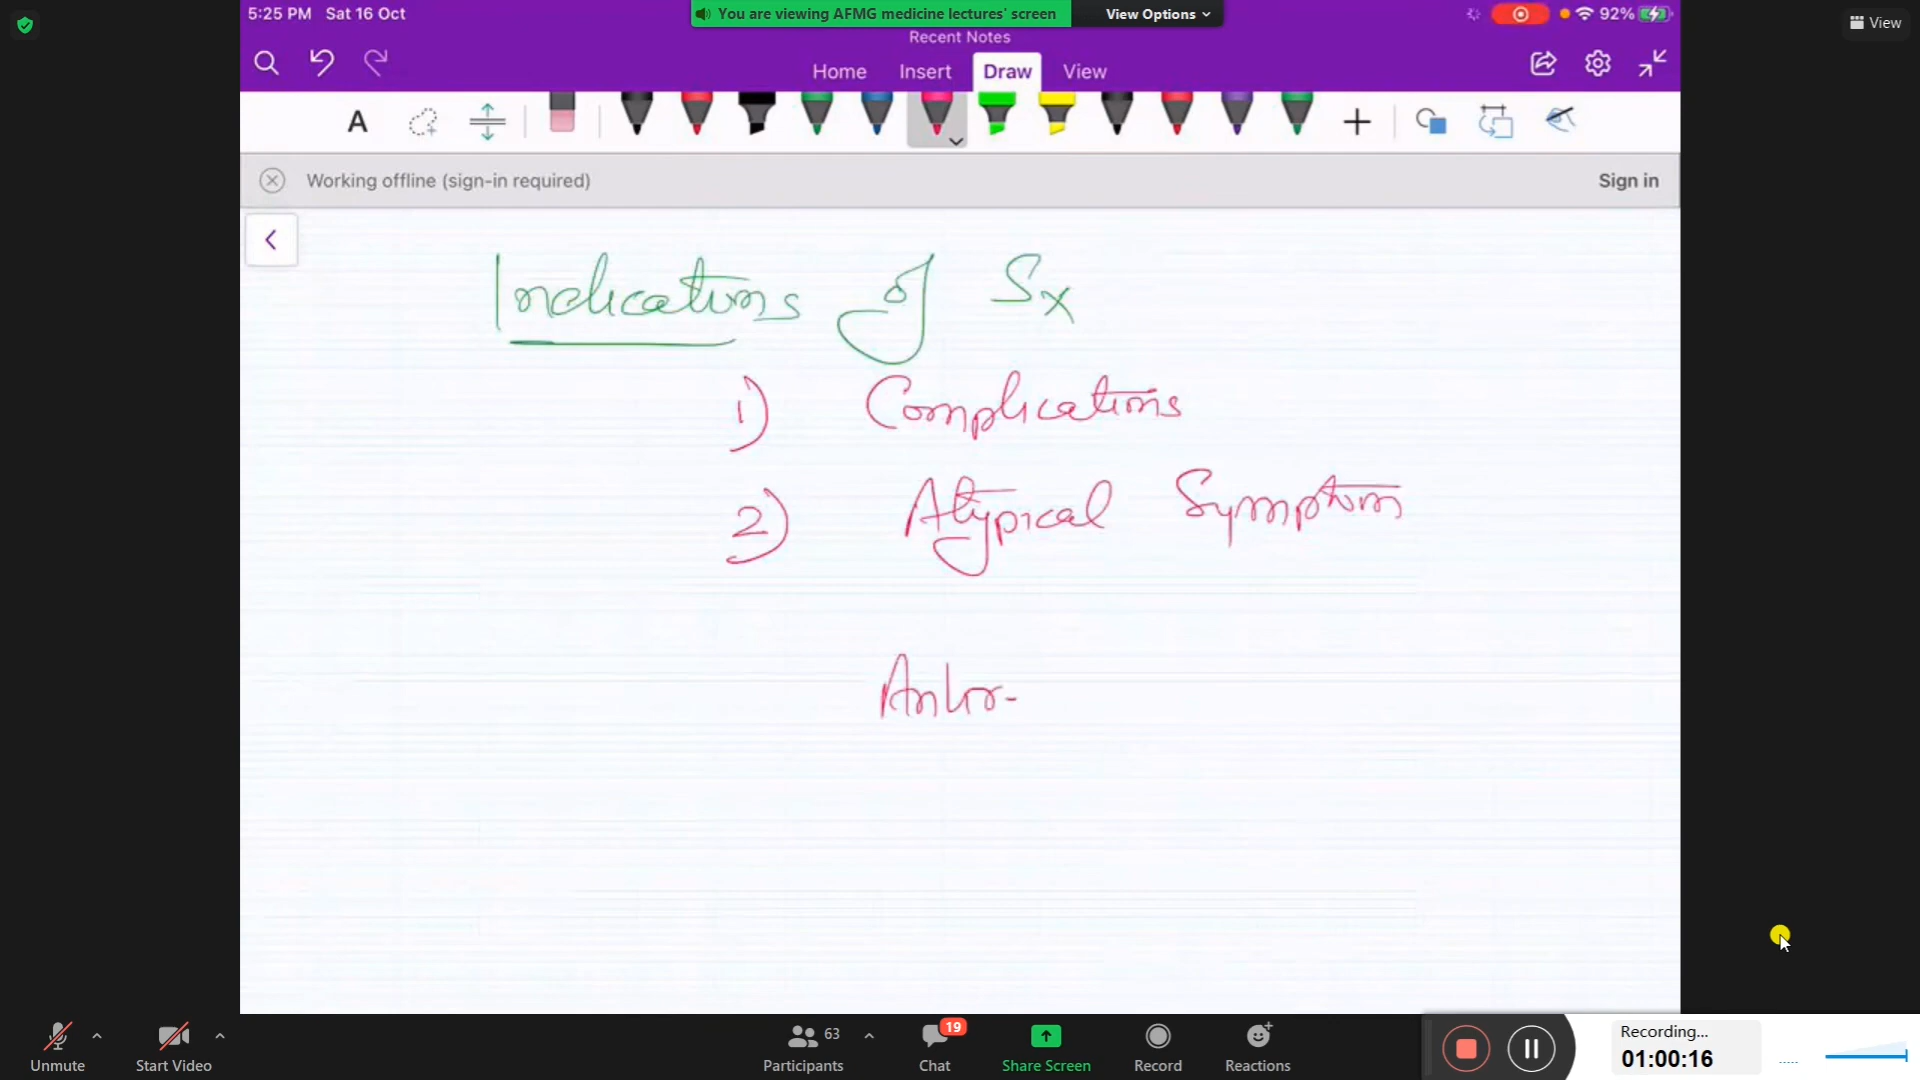 5:25 PM Sat 16 Oct
You are viewing AFMG medicine lectures' screen View Options
92%
View
Recent Notes
Home Insert Draw View
A
Working offline (sign-in required) Sign in
Indications of Sx
1) Complications
2) Atypical Symptom
Unmute Start Video
63 Participants
19 Chat
Share Screen
Record
Reactions
Recording...
01:00:16